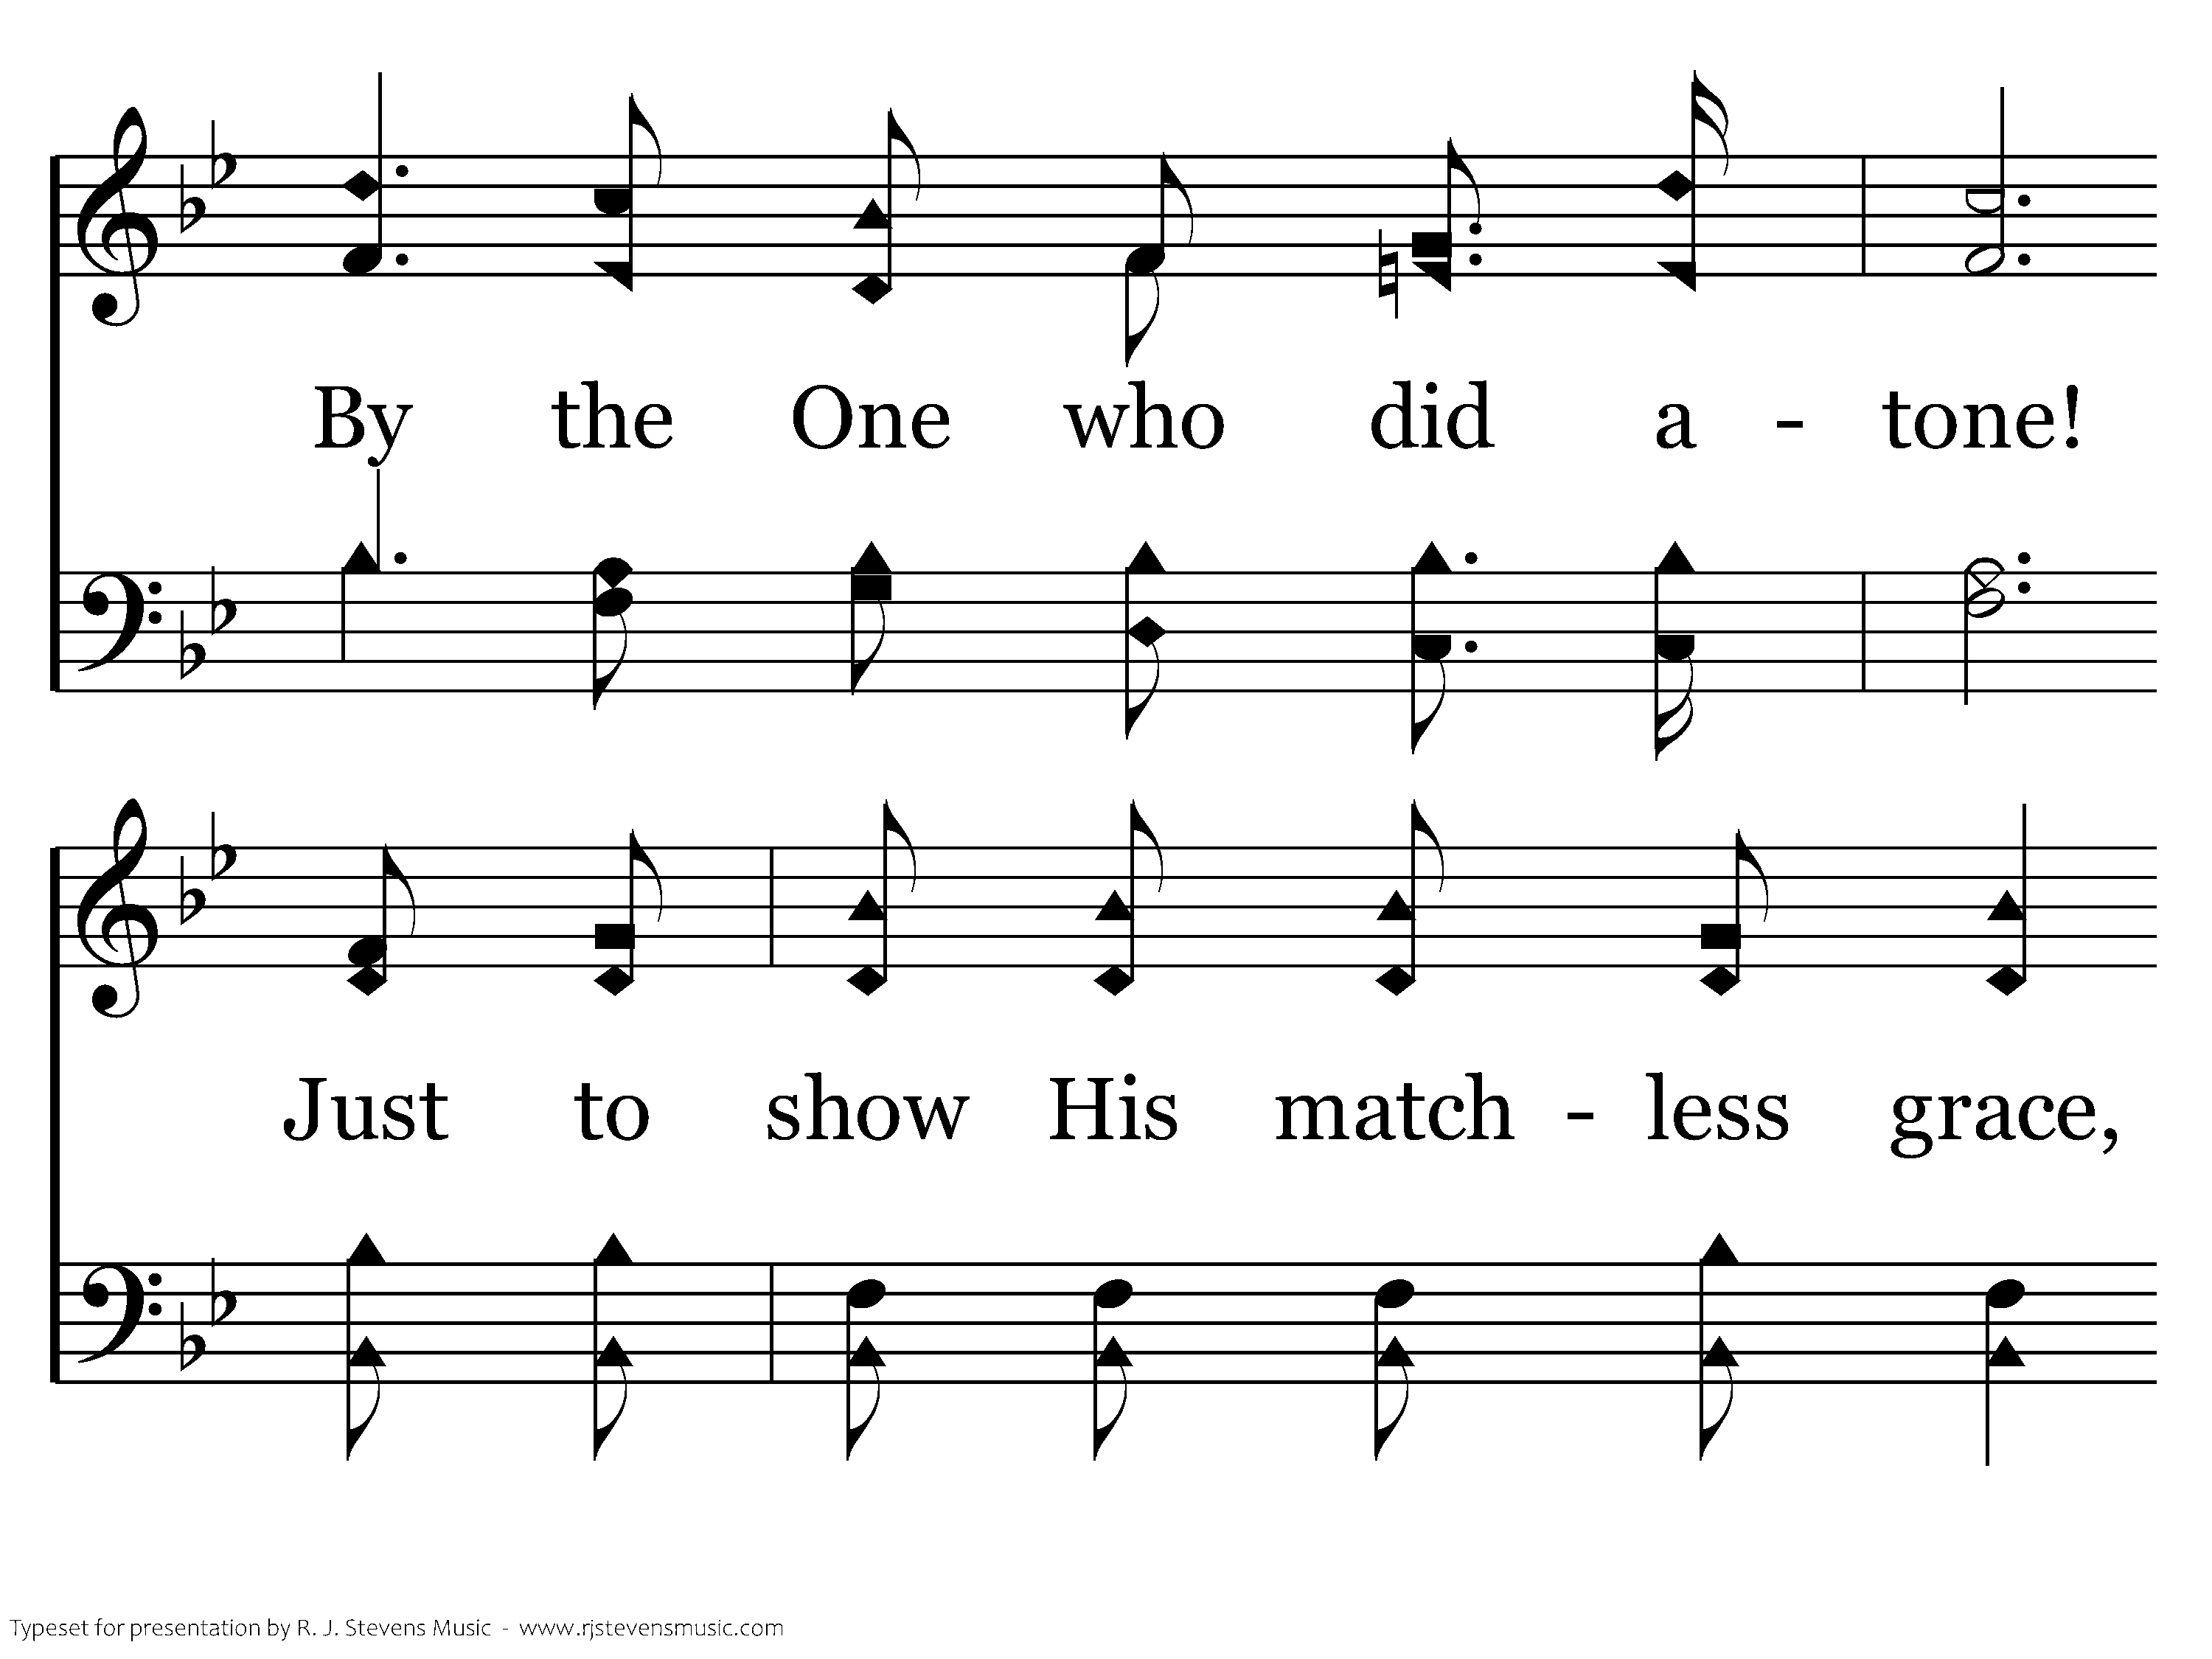 By the One who did a - tone!
Just to show His match - less grace,
Typeset for presentation by R. J. Stevens Music - www.rjstevensmusic.com